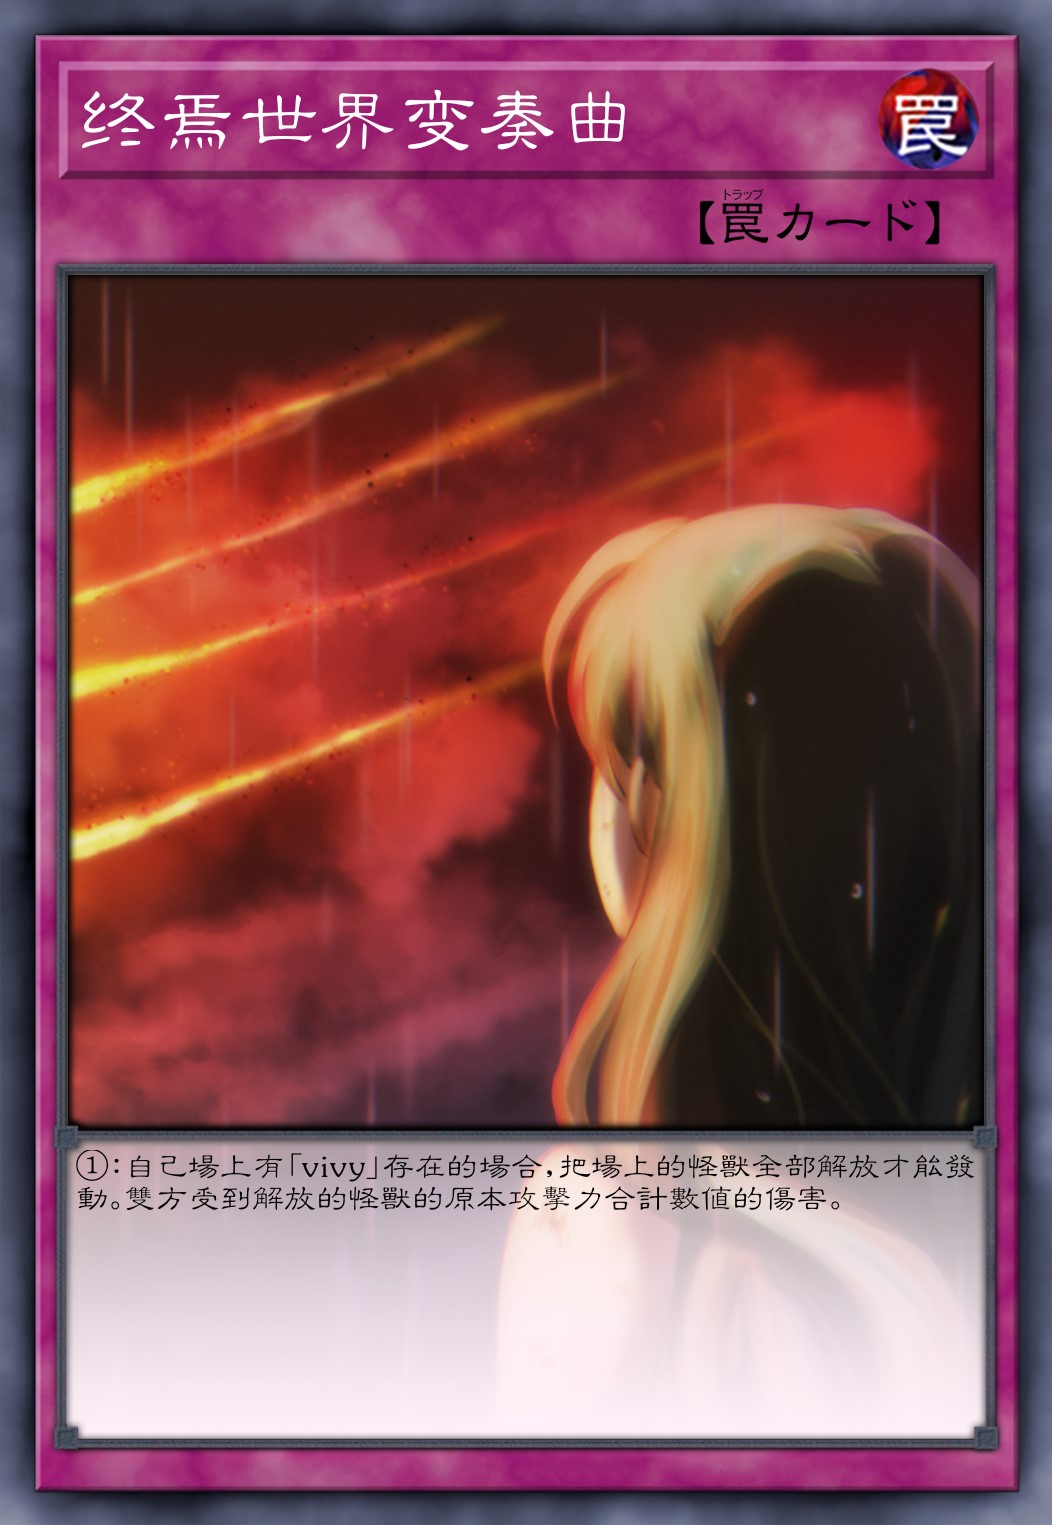 终焉世界变奏曲
罠
トラップ
【罠カード】
①：自己場上有「vivy」存在的場合，把場上的怪獸全部解放才能發
動。雙方受到解放的怪獸的原本攻擊力合計數值的傷害。